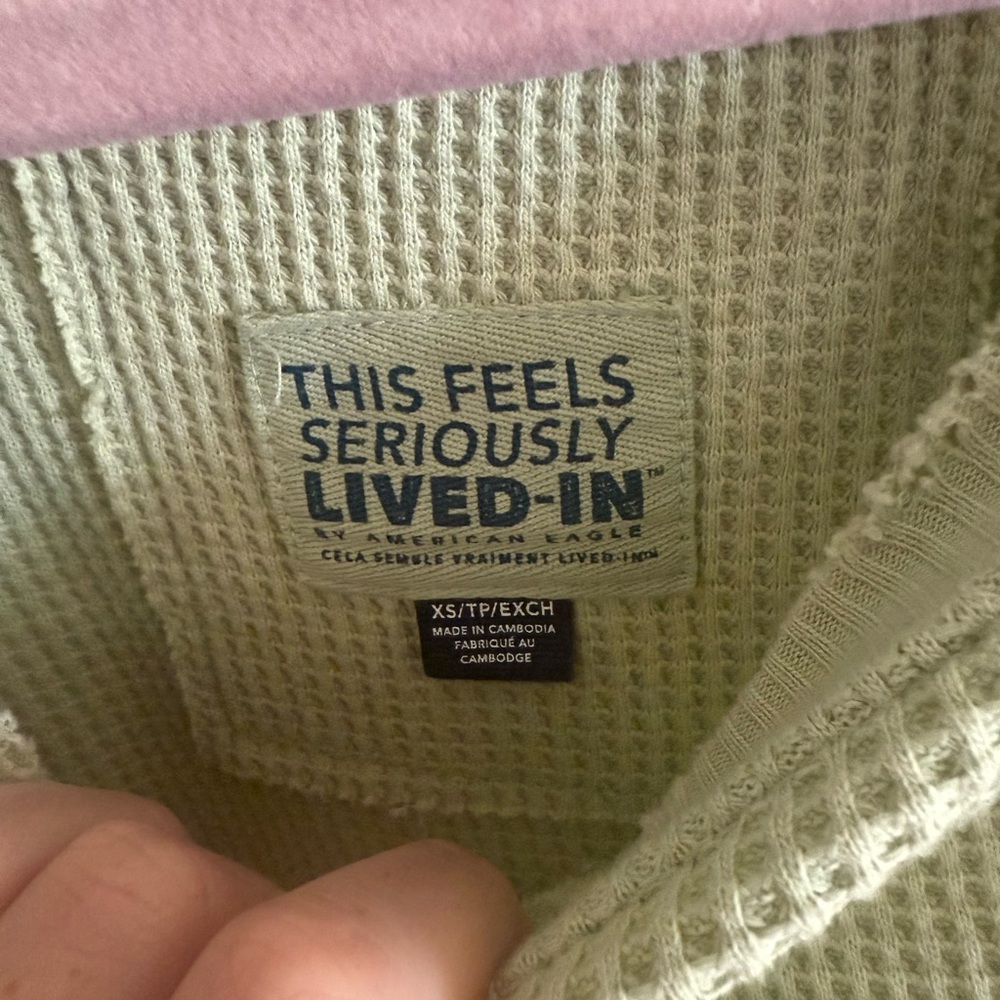 THIS FEELS
SERIOUSLY
LIVED-IN™
BY AMERICAN EAGLE
CELA SEMBLE VRAIMENT LIVED-IN™
XS/TP/EXCH
MADE IN CAMBODIA
FABRIQUÉ AU
CAMBODGE